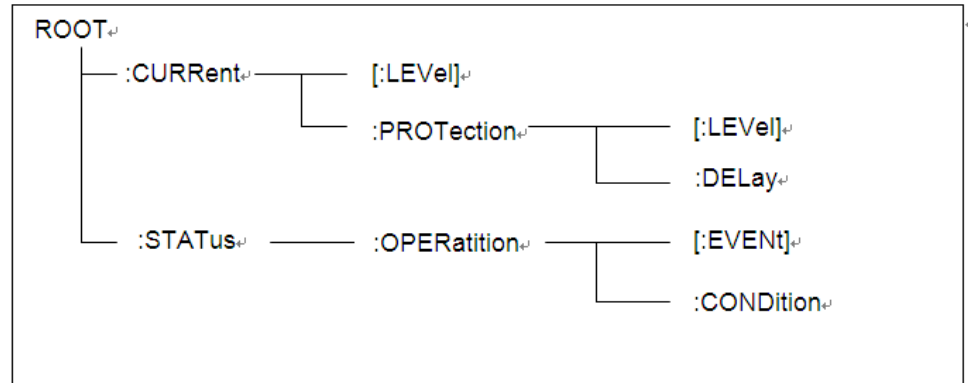 ROOT↵
:CURRent↵ [:LEVel]↵
:PROTection↵ [:LEVel]↵
:DELay↵
:STATus↵ :OPERatition↵ [:EVENt]↵
:CONDition↵